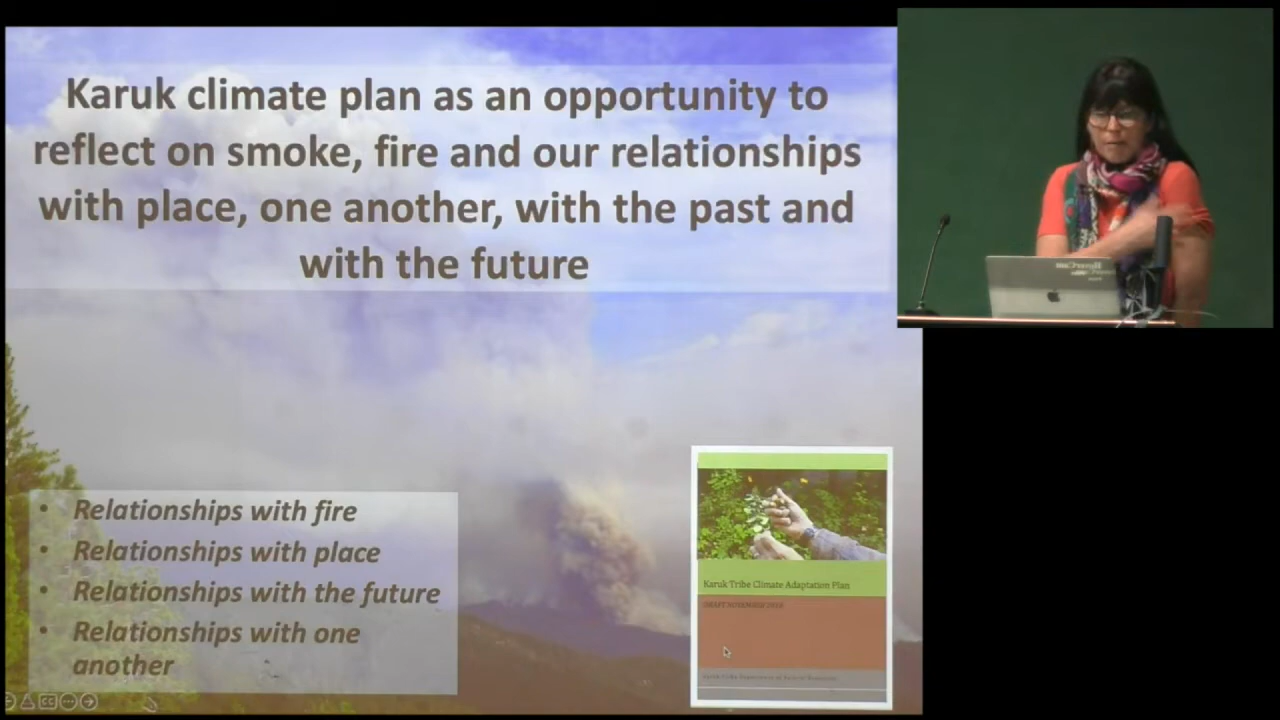 Karuk climate plan as an opportunity to
reflect on smoke, fire and our relationships
with place, one another, with the past and
with the future
• Relationships with fire
• Relationships with place
• Relationships with the future
• Relationships with one
another
Karuk Tribe Climate Adaptation Plan